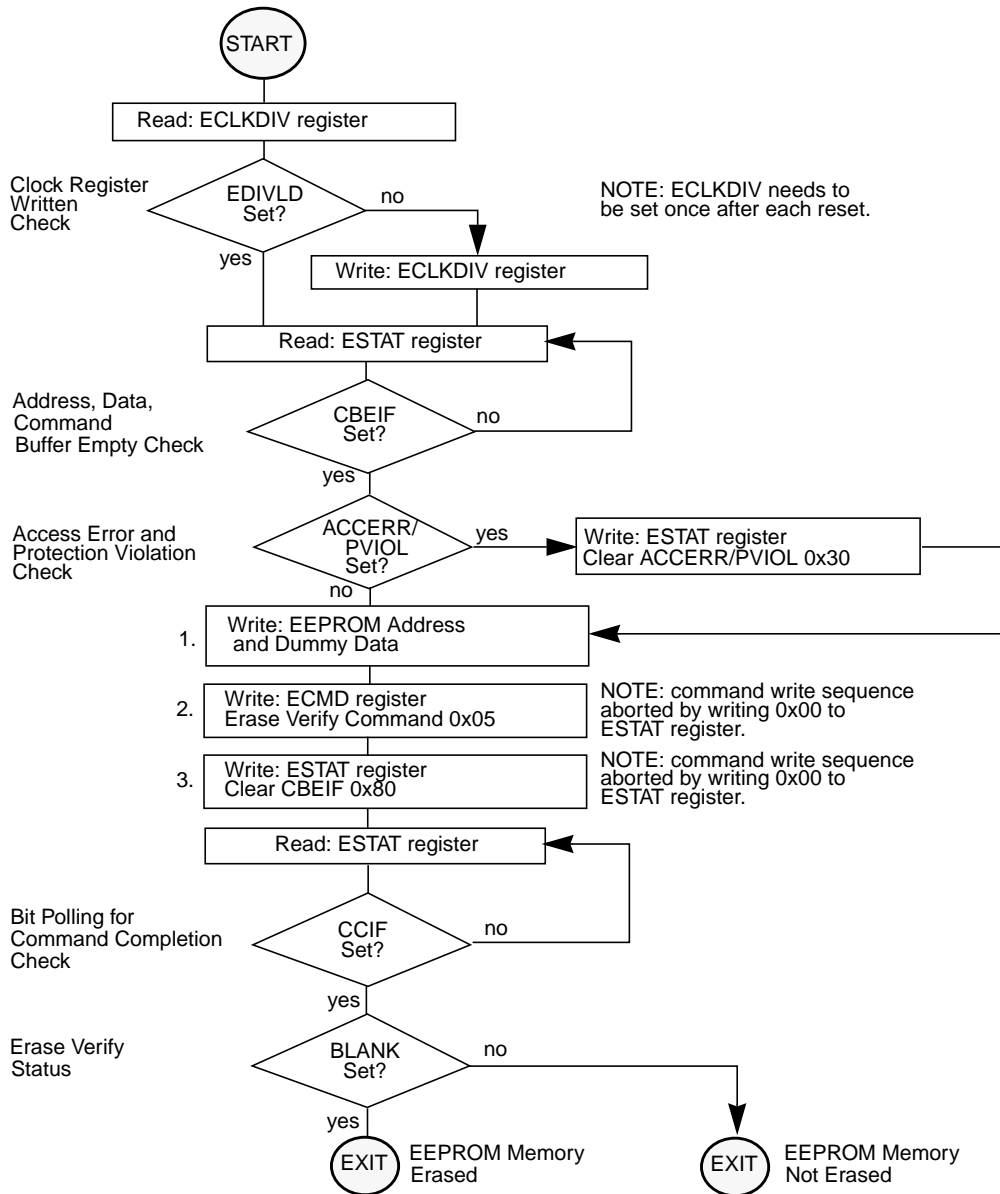 START
Read: ECLKDIV register
Clock Register
Written
Check
EDIVLD
Set?
no
yes
NOTE: ECLKDIV needs to
be set once after each reset.
Write: ECLKDIV register
Read: ESTAT register
Address, Data,
Command
Buffer Empty Check
CBEIF
Set?
no
yes
Access Error and
Protection Violation
Check
ACCERR/
PVIOL
Set?
yes
no
Write: ESTAT register
Clear ACCERR/PVIOL 0x30
1.
Write: EEPROM Address
and Dummy Data
2.
Write: ECMD register
Erase Verify Command 0x05
NOTE: command write sequence
aborted by writing 0x00 to
ESTAT register.
3.
Write: ESTAT register
Clear CBEIF 0x80
NOTE: command write sequence
aborted by writing 0x00 to
ESTAT register.
Read: ESTAT register
Bit Polling for
Command Completion
Check
CCIF
Set?
no
yes
Erase Verify
Status
BLANK
Set?
no
yes
EXIT
EEPROM Memory
Erased
EXIT
EEPROM Memory
Not Erased